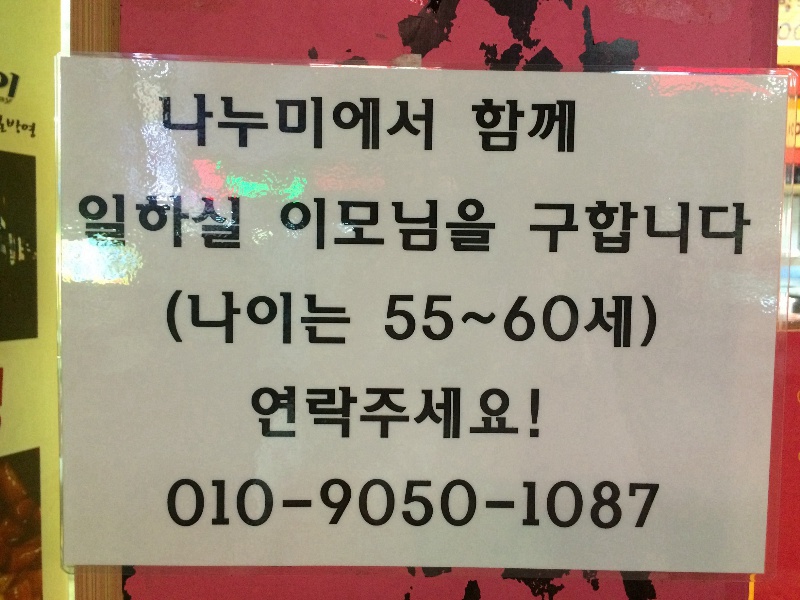 나누미에서 함께
일하실 이모님을 구합니다
(나이는 55~60세)
연락주세요!
010-9050-1087